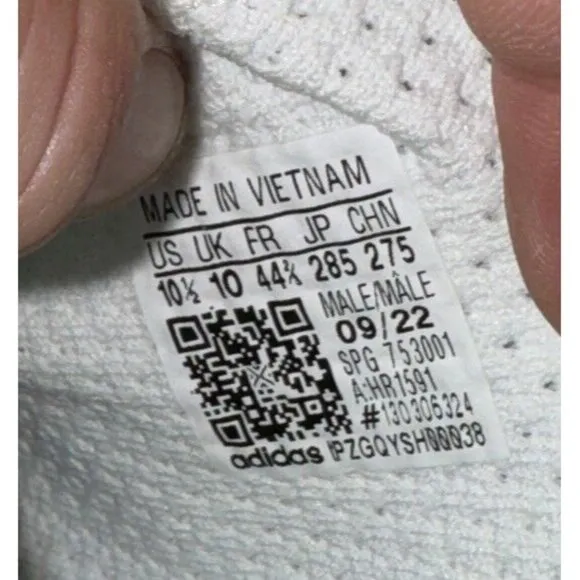 MADE IN VIETNAM
US UK FR JP CHN
10½ 10 44⅔ 285 275
MALE/MÂLE
09/22
SPG 753001
A:HR1591
#130306324
adidas PZGQYSH00038